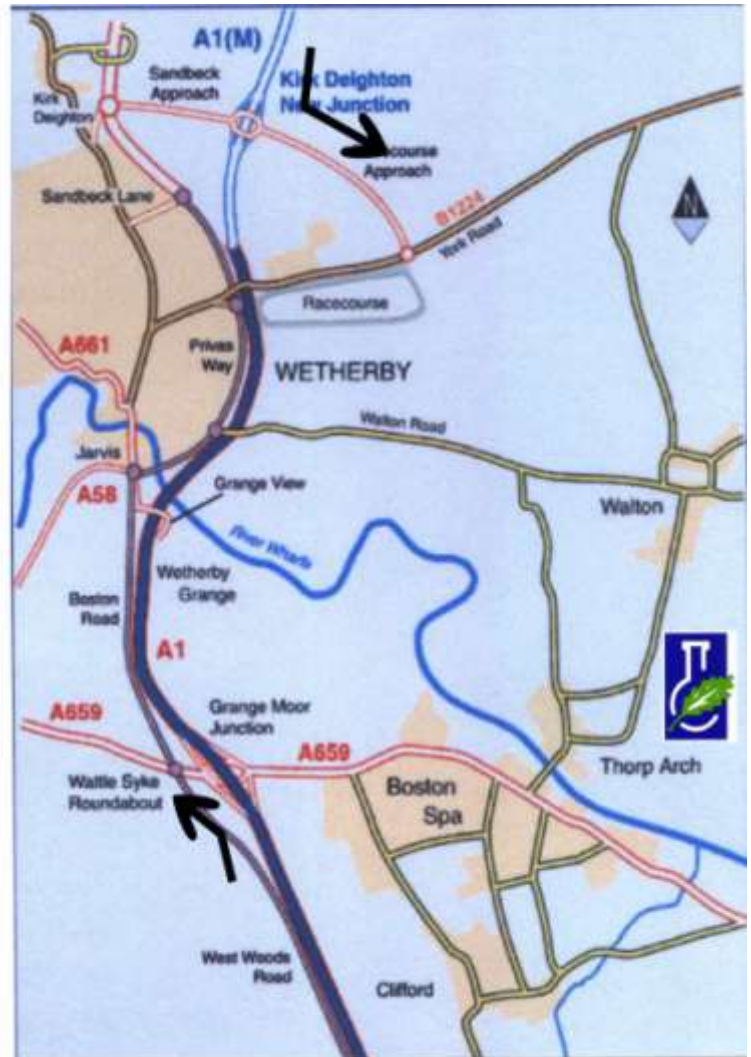 A1(M)
Sandbeck
Approach
Kirk Deighton
New Junction
Kirk
Deighton
Approach
Sandbeck Lane
B1224
York Road
N
Racecourse
A661
Privas
Way
WETHERBY
Walton Road
Jarvis
A58
Grange View
Walton
River Wharfe
Wetherby
Grange
Boston
Road
A1
Grange Moor
Junction
A659
A659
Thorp Arch
Wattle Syke
Roundabout
Boston
Spa
West Woods
Road
Clifford